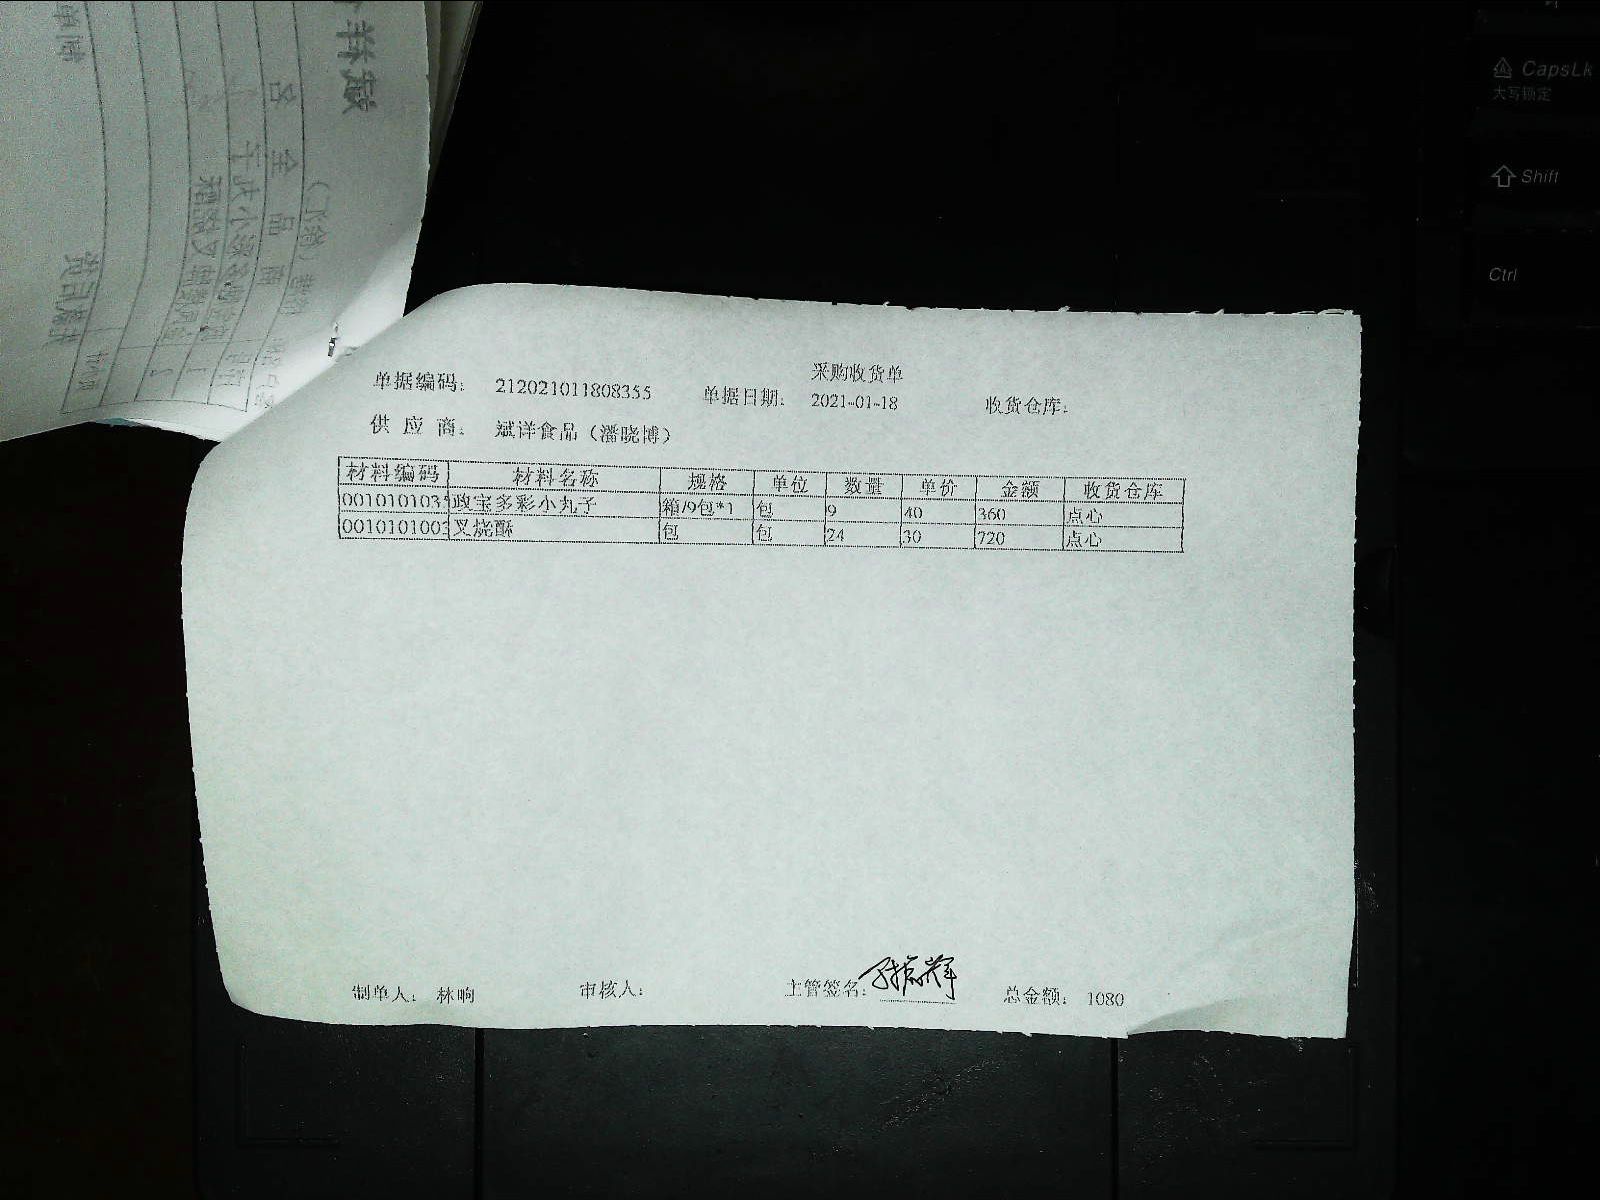 采购收货单
单据编码： 212021011808355 单据日期： 2021-01-18 收货仓库：
供 应 商： 斌洋食品（潘晓博）
材料编码 材料名称 规格 单位 数量 单价 金额 收货仓库
0010101035 政宝多彩小丸子 箱/9包*1 包 9 40 360 点心
0010101003 叉烧酥 包 包 24 30 720 点心
制单人： 林响 审核人： 主管签名： 总金额： 1080
CapsLk
大写锁定
Shift
Ctrl